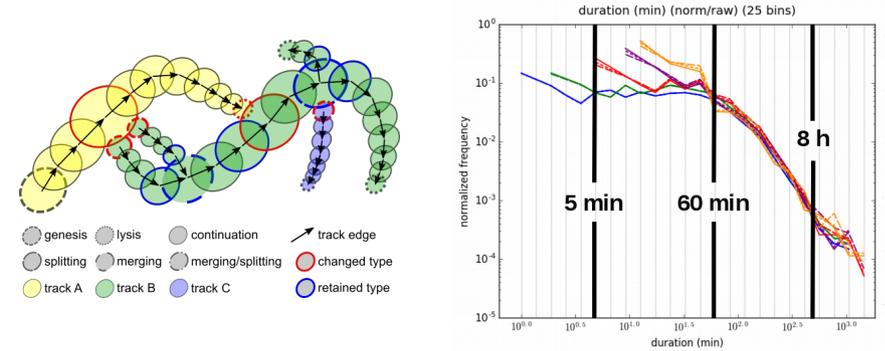 genesis
lysis
continuation
track edge
splitting
merging
merging/splitting
changed type
track A
track B
track C
retained type
duration (min) (norm/raw) (25 bins)
normalized frequency
10^0
10^-1
10^-2
10^-3
10^-4
10^-5
5 min
60 min
8 h
10^0.0
10^0.5
10^1.0
10^1.5
10^2.0
10^2.5
10^3.0
duration (min)